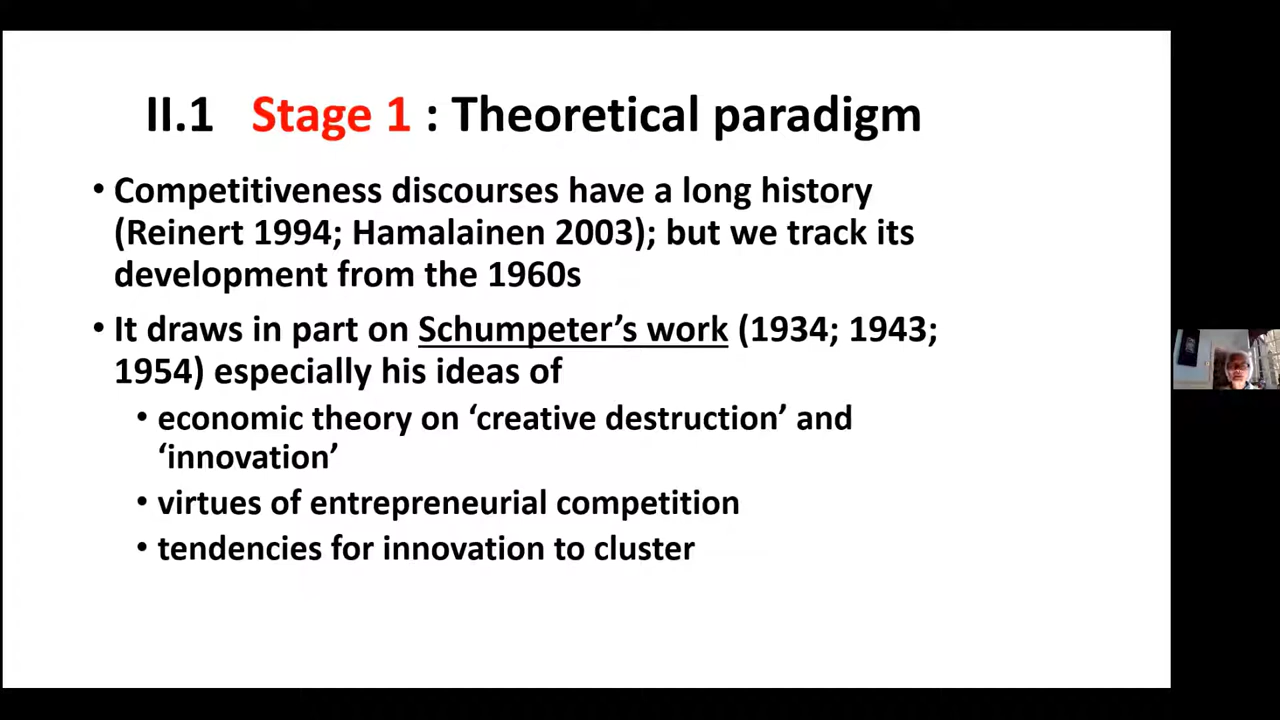 II.1 Stage 1 : Theoretical paradigm
• Competitiveness discourses have a long history
(Reinert 1994; Hamalainen 2003); but we track its
development from the 1960s
• It draws in part on Schumpeter’s work (1934; 1943;
1954) especially his ideas of
• economic theory on ‘creative destruction’ and
‘innovation’
• virtues of entrepreneurial competition
• tendencies for innovation to cluster